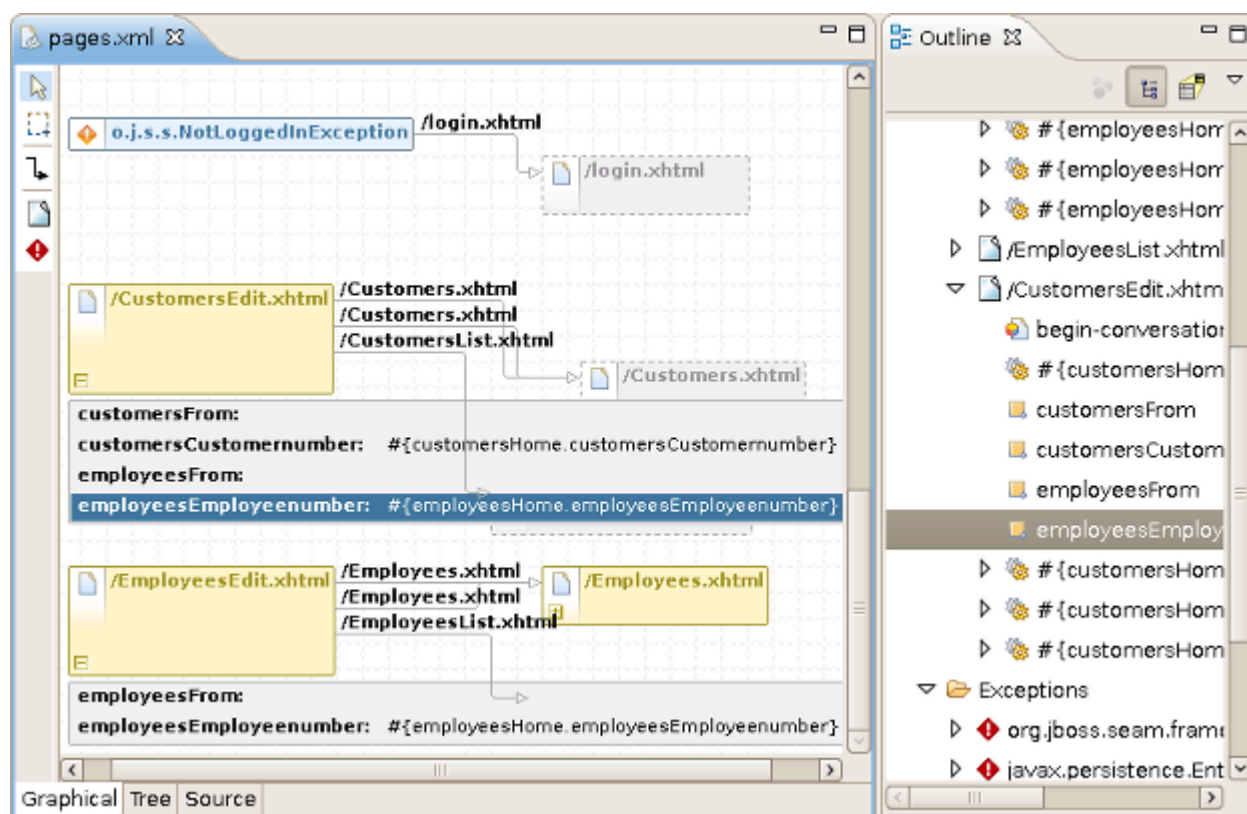 pages.xml
o.j.s.s.NotLoggedInException
/login.xhtml
/login.xhtml
/CustomersEdit.xhtml
/Customers.xhtml
/Customers.xhtml
/CustomersList.xhtml
/Customers.xhtml
customersFrom:
customersCustomernumber: #{customersHome.customersCustomernumber}
employeesFrom:
employeesEmployeenumber: #{employeesHome.employeesEmployeenumber}
/EmployeesEdit.xhtml
/Employees.xhtml
/Employees.xhtml
/EmployeesList.xhtml
/Employees.xhtml
employeesFrom:
employeesEmployeenumber: #{employeesHome.employeesEmployeenumber}
Graphical Tree Source
Outline
#{employeesHom
#{employeesHom
#{employeesHom
/EmployeesList.xhtml
/CustomersEdit.xhtm
begin-conversation
#{customersHom
customersFrom
customersCustom
employeesFrom
employeesEmploy
#{customersHom
#{customersHom
#{customersHom
Exceptions
org.jboss.seam.frame
javax.persistence.Ent